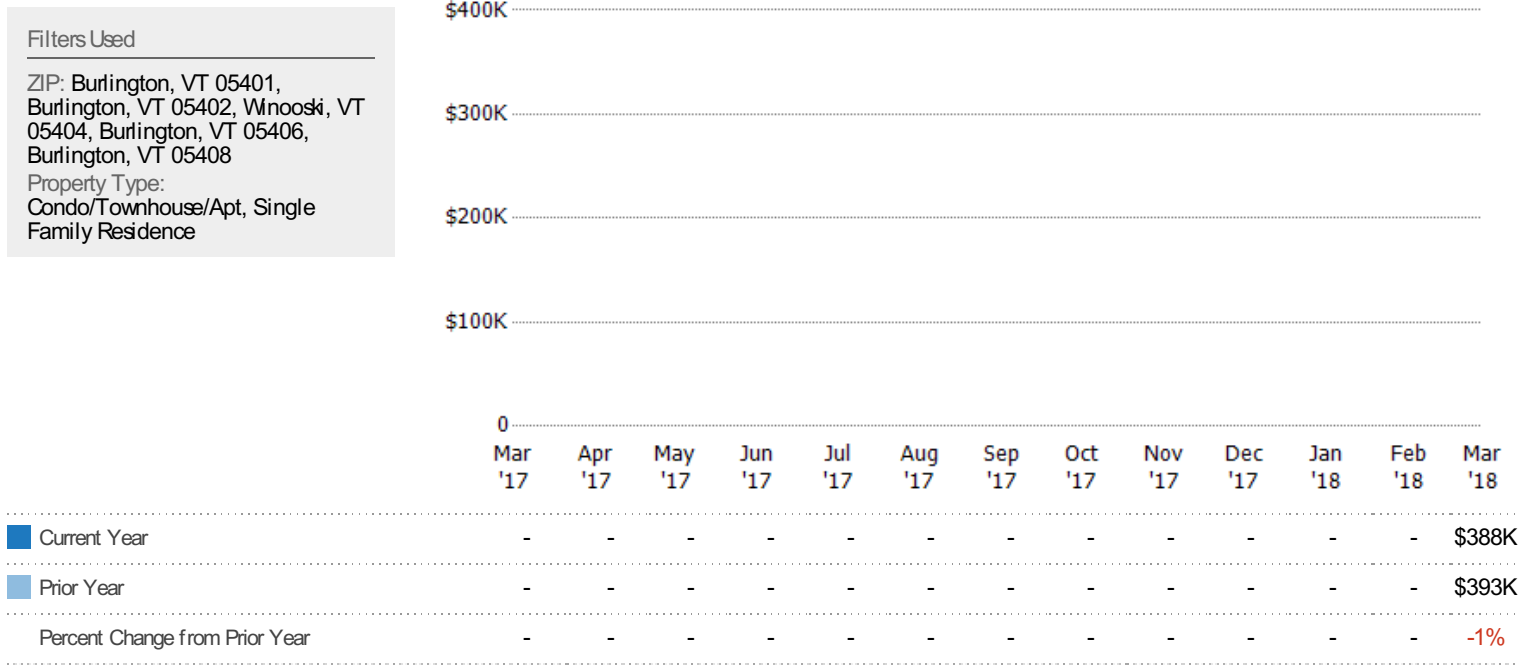 Filters Used
ZIP: Burlington, VT 05401,
Burlington, VT 05402, Winooski, VT
05404, Burlington, VT 05406,
Burlington, VT 05408
Property Type:
Condo/Townhouse/Apt, Single
Family Residence
$400K
$300K
$200K
$100K
0
Mar Apr May Jun Jul Aug Sep Oct Nov Dec Jan Feb Mar
'17 '17 '17 '17 '17 '17 '17 '17 '17 '17 '18 '18 '18
Current Year - - - - - - - - - - - - $388K
Prior Year - - - - - - - - - - - - $393K
Percent Change from Prior Year - - - - - - - - - - - - -1%